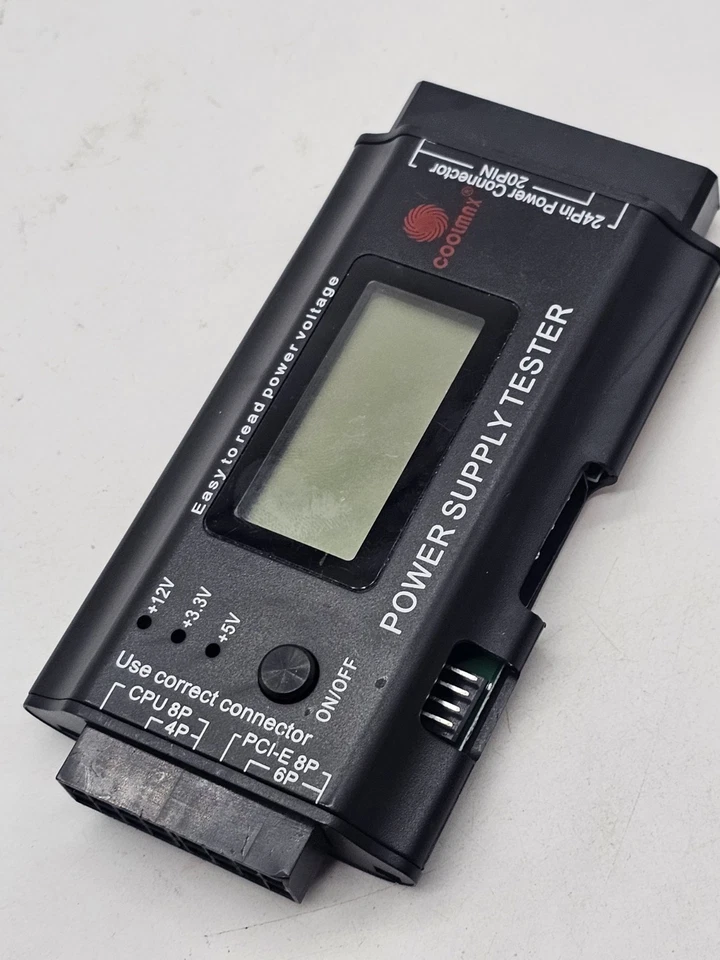 24Pin Power Connector
20PIN
COOLMAX®
Easy to read power voltage
POWER SUPPLY TESTER
+12V
+3.3V
+5V
ON/OFF
Use correct connector
CPU 8P
4P
PCI-E 8P
6P